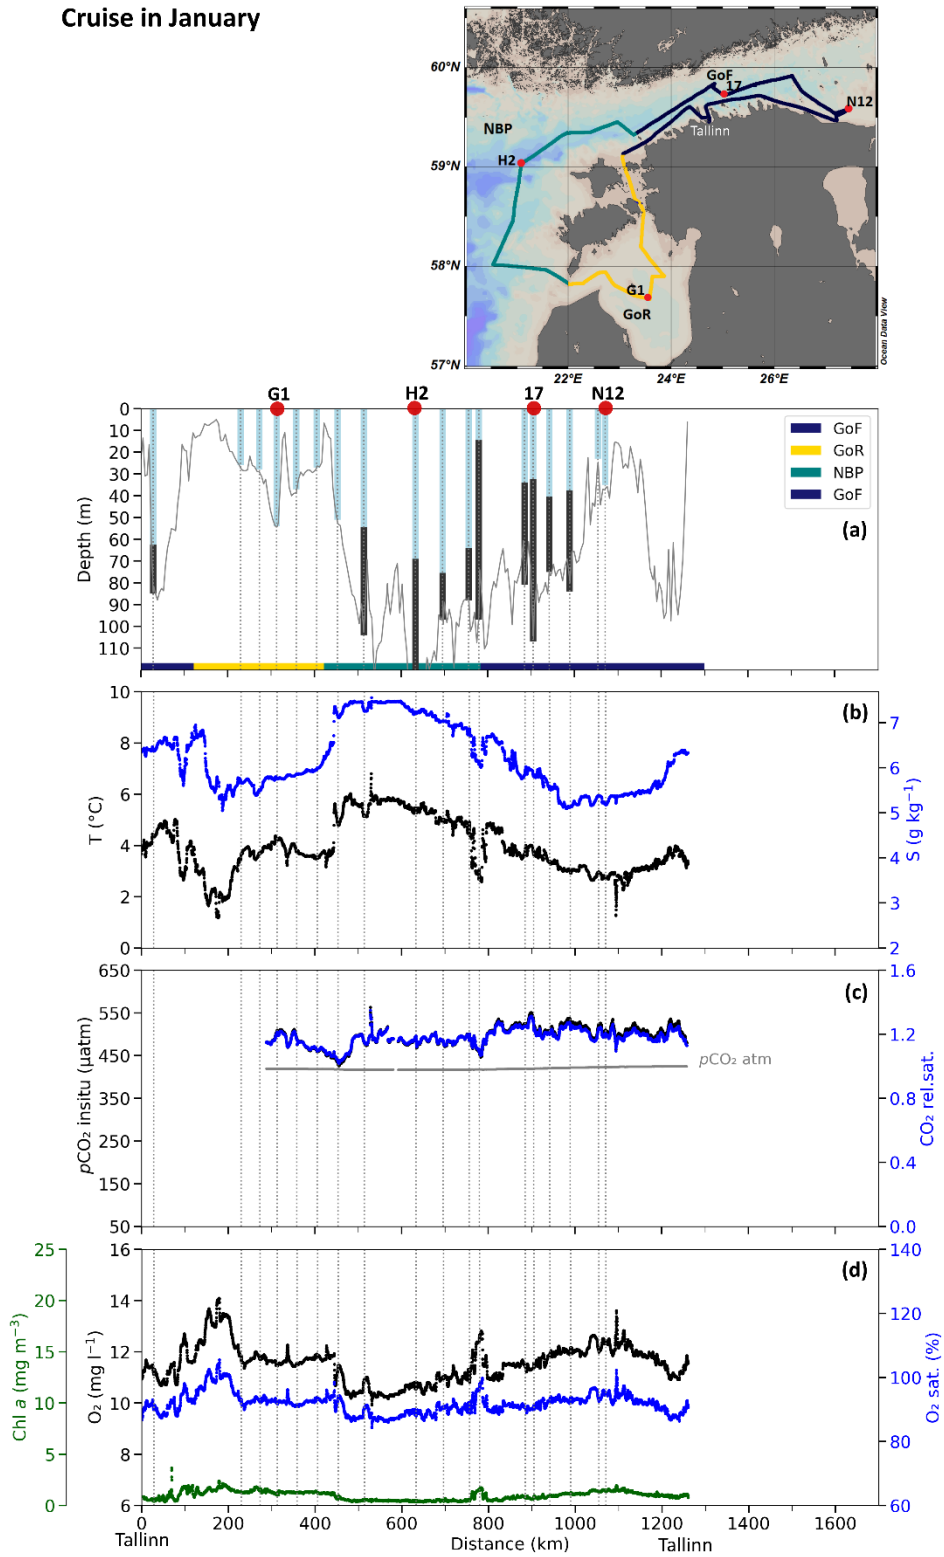 Cruise in January
60°N
59°N
58°N
57°N
22°E
24°E
26°E
GoF
17
N12
NBP
Tallinn
H2
G1
GoR
Ocean Data View
G1
H2
17
N12
0
10
20
30
40
50
60
70
80
90
100
110
Depth (m)
GoF
GoR
NBP
GoF
(a)
10
8
6
4
2
0
T (°C)
(b)
7
6
5
4
3
2
S (g kg⁻¹)
650
550
450
350
250
150
50
pCO₂ insitu (µatm)
(c)
pCO₂ atm
1.6
1.2
0.8
0.4
0.0
CO₂ rel.sat.
25
20
15
10
5
0
Chl a (mg m⁻³)
16
14
12
10
8
6
O₂ (mg l⁻¹)
(d)
140
120
100
80
60
O₂ sat. (%)
0 200 400 600 800 1000 1200 1400 1600
Tallinn Distance (km) Tallinn